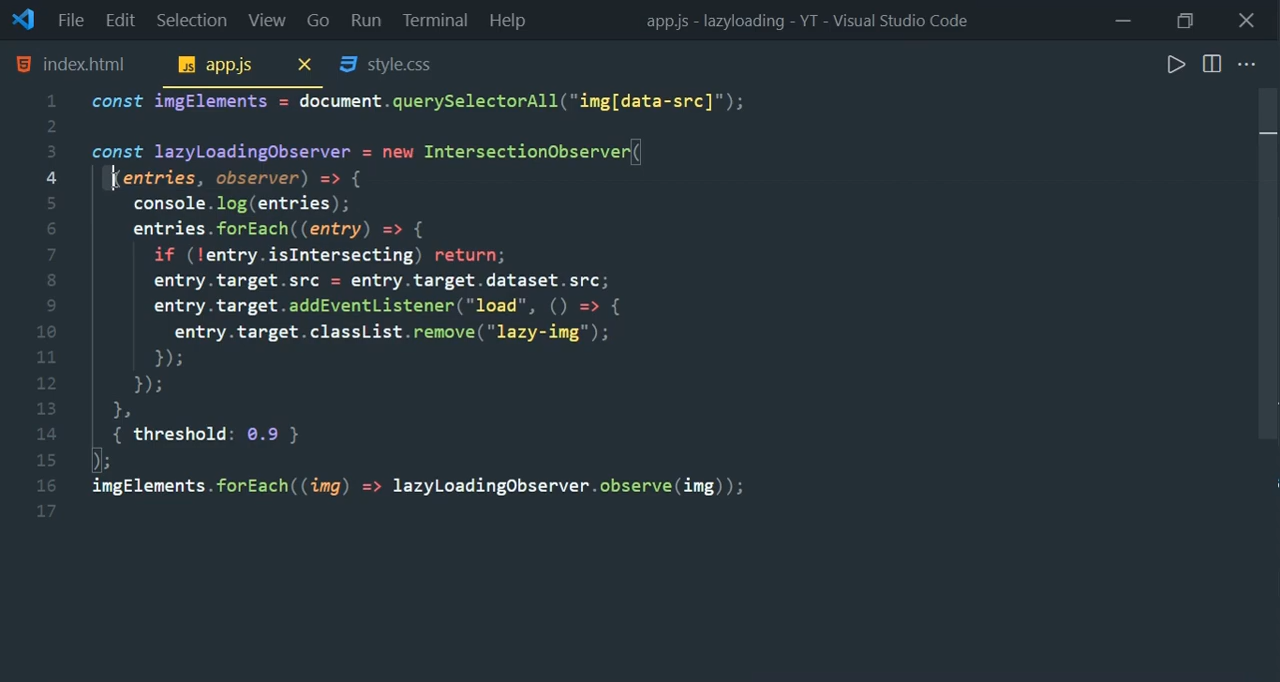 File Edit Selection View Go Run Terminal Help app.js - lazyloading - YT - Visual Studio Code
index.html JS app.js style.css
1 const imgElements = document.querySelectorAll("img[data-src]");
2
3 const lazyLoadingObserver = new IntersectionObserver(
4 (entries, observer) => {
5 console.log(entries);
6 entries.forEach((entry) => {
7 if (!entry.isIntersecting) return;
8 entry.target.src = entry.target.dataset.src;
9 entry.target.addEventListener("load", () => {
10 entry.target.classList.remove("lazy-img");
11 });
12 });
13 },
14 { threshold: 0.9 }
15 );
16 imgElements.forEach((img) => lazyLoadingObserver.observe(img));
17